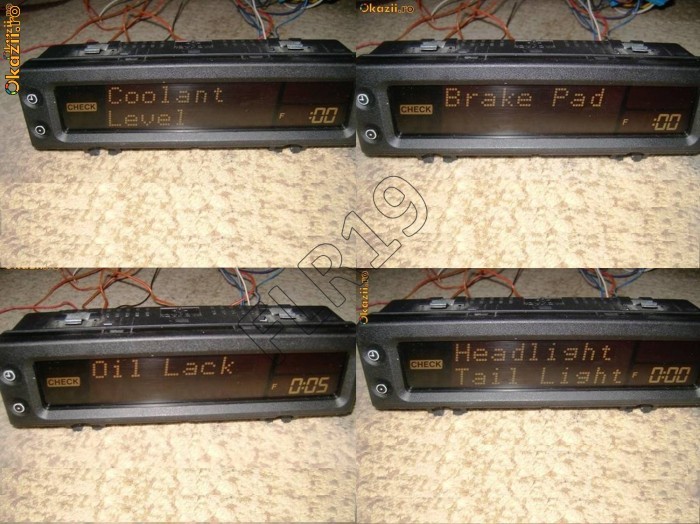 Okazii.ro
CHECK
Coolant
Level
F :00
Okazii.ro
CHECK
Brake Pad
F :00
FLR19
CHECK
Oil Lack
F 0:05
Okazii.ro
CHECK
Headlight
Tail Light
F 0:00